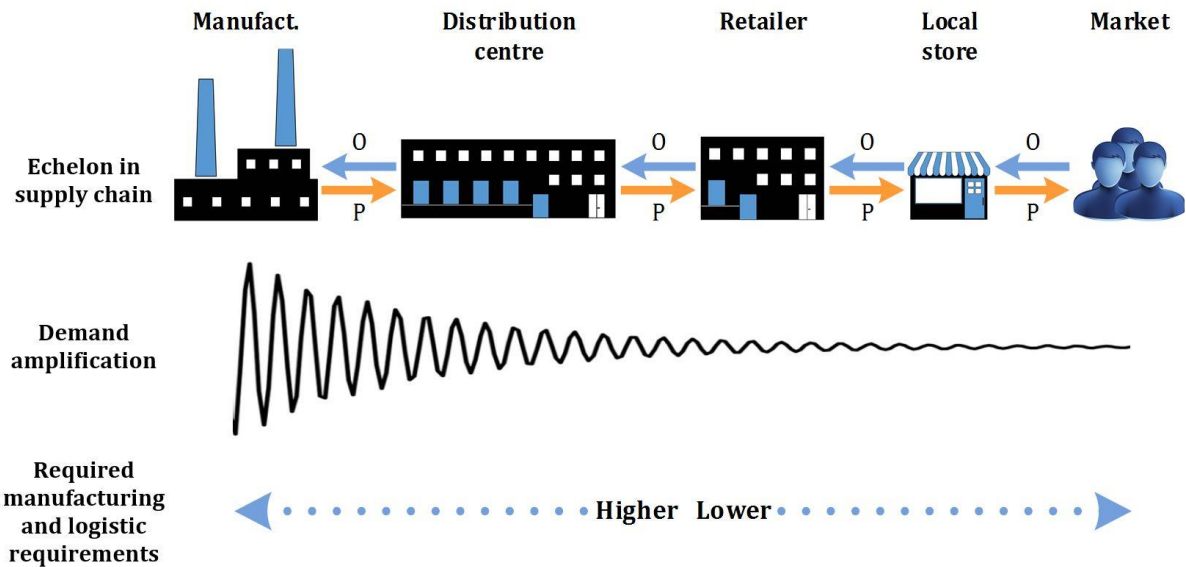 Manufact.
Distribution
centre
Retailer
Local
store
Market
Echelon in
supply chain
O
O
O
O
P
P
P
P
Demand
amplification
Required
manufacturing
and logistic
requirements
Higher Lower